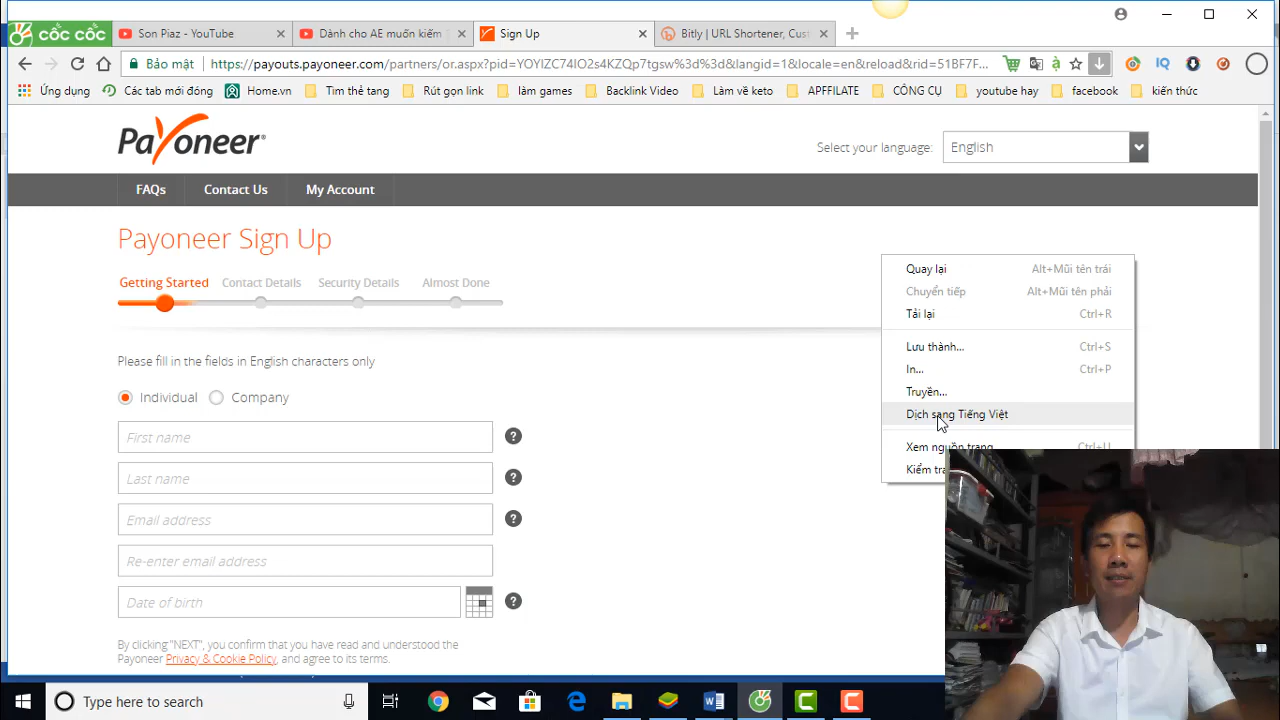 cốc cốc
Son Piaz - YouTube
Dành cho AE muốn kiếm
Sign Up
Bitly | URL Shortener, Cust
Bảo mật
https://payouts.payoneer.com/partners/or.aspx?pid=YOYIZC74IO2s4KZQp7tgsw%3d%3d&langid=1&locale=en&reload&rid=51BF7F...
Ứng dụng
Các tab mới đóng
Home.vn
Tìm thẻ tang
Rút gọn link
làm games
Backlink Video
Làm về keto
APFFILATE
CÔNG CỤ
youtube hay
facebook
kiến thức
Payoneer
Select your language:
English
FAQs
Contact Us
My Account
Payoneer Sign Up
Getting Started
Contact Details
Security Details
Almost Done
Quay lại Alt+Mũi tên trái
Chuyển tiếp Alt+Mũi tên phải
Tải lại Ctrl+R
Lưu thành... Ctrl+S
In... Ctrl+P
Truyền...
Dịch sang Tiếng Việt
Xem nguồn trang Ctrl+U
Kiểm tra
Please fill in the fields in English characters only
Individual
Company
First name
Last name
Email address
Re-enter email address
Date of birth
By clicking "NEXT", you confirm that you have read and understood the
Payoneer Privacy & Cookie Policy, and agree to its terms.
Type here to search